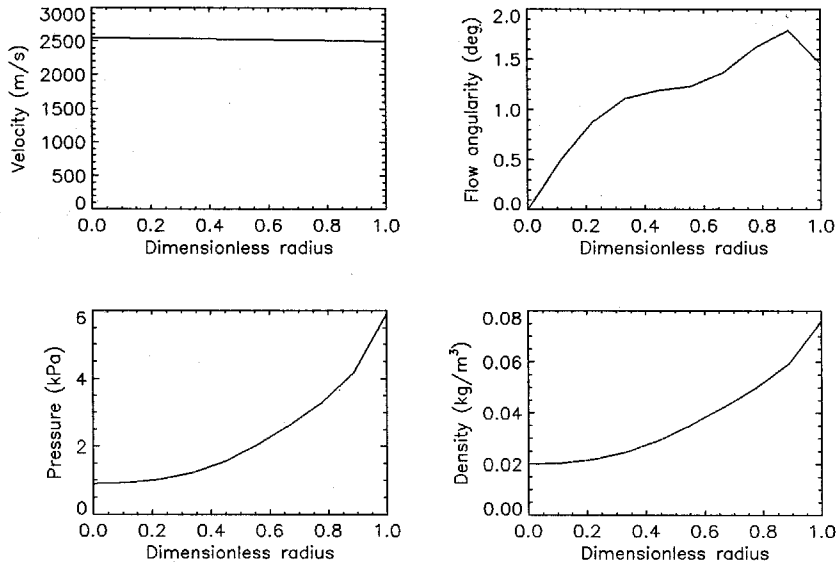 Velocity (m/s)
3000
2500
2000
1500
1000
500
0
0.0 0.2 0.4 0.6 0.8 1.0
Dimensionless radius
Flow angularity (deg)
2.0
1.5
1.0
0.5
0.0
0.0 0.2 0.4 0.6 0.8 1.0
Dimensionless radius
Pressure (kPa)
6
4
2
0
0.0 0.2 0.4 0.6 0.8 1.0
Dimensionless radius
Density (kg/m³)
0.08
0.06
0.04
0.02
0.00
0.0 0.2 0.4 0.6 0.8 1.0
Dimensionless radius